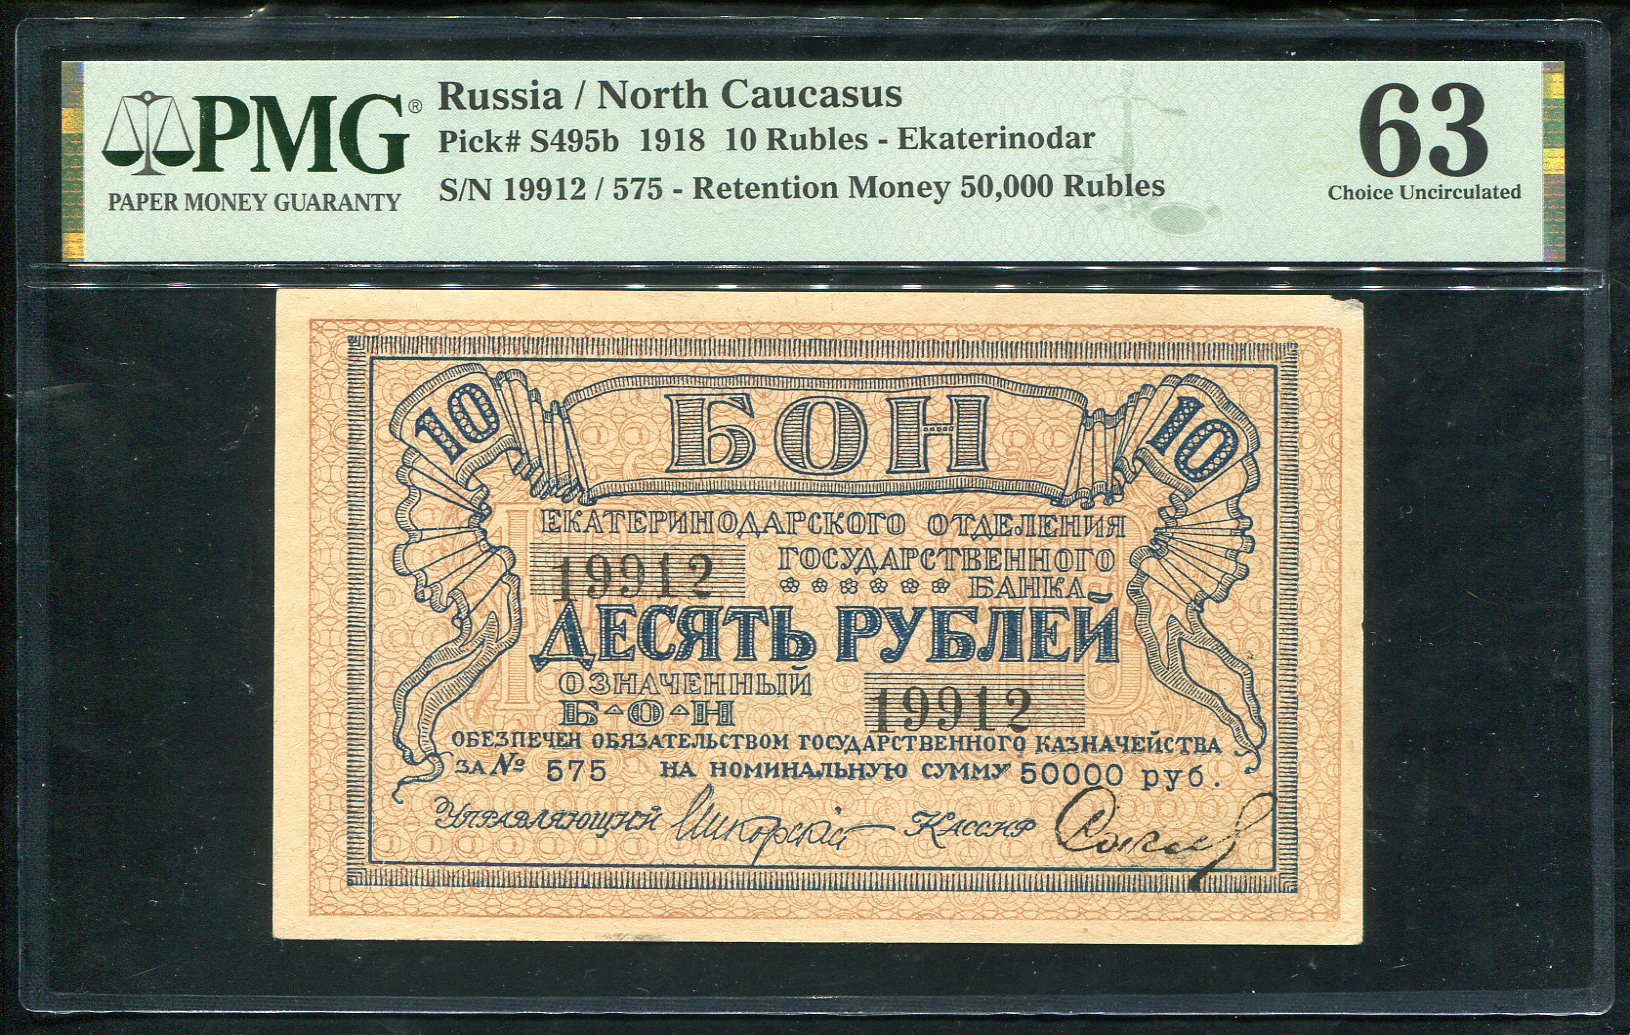 PMG®
PAPER MONEY GUARANTY
Russia / North Caucasus
Pick# S495b 1918 10 Rubles - Ekaterinodar
S/N 19912 / 575 - Retention Money 50,000 Rubles
63
Choice Uncirculated
10 БОН 10
ЕКАТЕРИНОДАРСКОГО ОТДЕЛЕНИЯ
ГОСУДАРСТВЕННОГО
19912
БАНКА
ДЕСЯТЬ РУБЛЕЙ
ОЗНАЧЕННЫЙ
19912
Б-О-Н
ОБЕЗПЕЧЕН ОБЯЗАТЕЛЬСТВОМ ГОСУДАРСТВЕННОГО КАЗНАЧЕЙСТВА
ЗА № 575 НА НОМИНАЛЬНУЮ СУММУ 50000 руб.
Управляющий Кассир